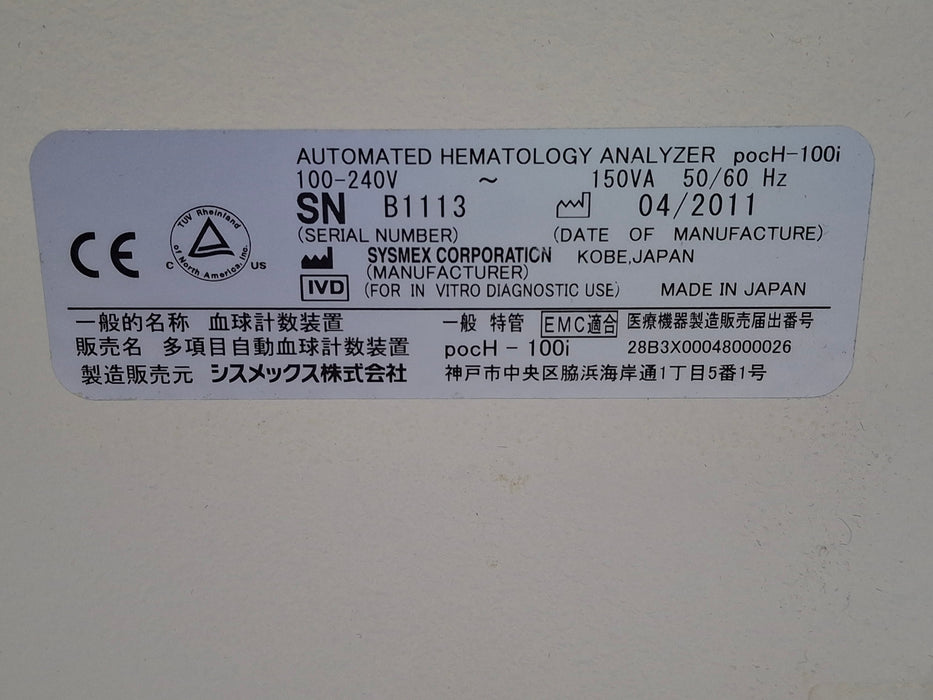 AUTOMATED HEMATOLOGY ANALYZER pocH-100i
100-240V ~ 150VA 50/60 Hz
SN B1113 04/2011
(SERIAL NUMBER) (DATE OF MANUFACTURE)
CE
TUV Rheinland
of North America, Inc.
C US
SYSMEX CORPORATION KOBE,JAPAN
(MANUFACTURER)
IVD (FOR IN VITRO DIAGNOSTIC USE) MADE IN JAPAN
一般的名称 血球計数装置 一般 特管 EMC適合 医療機器製造販売届出番号
販売名 多項目自動血球計数装置 pocH-100i 28B3X00048000026
製造販売元 シスメックス株式会社 神戸市中央区脇浜海岸通1丁目5番1号